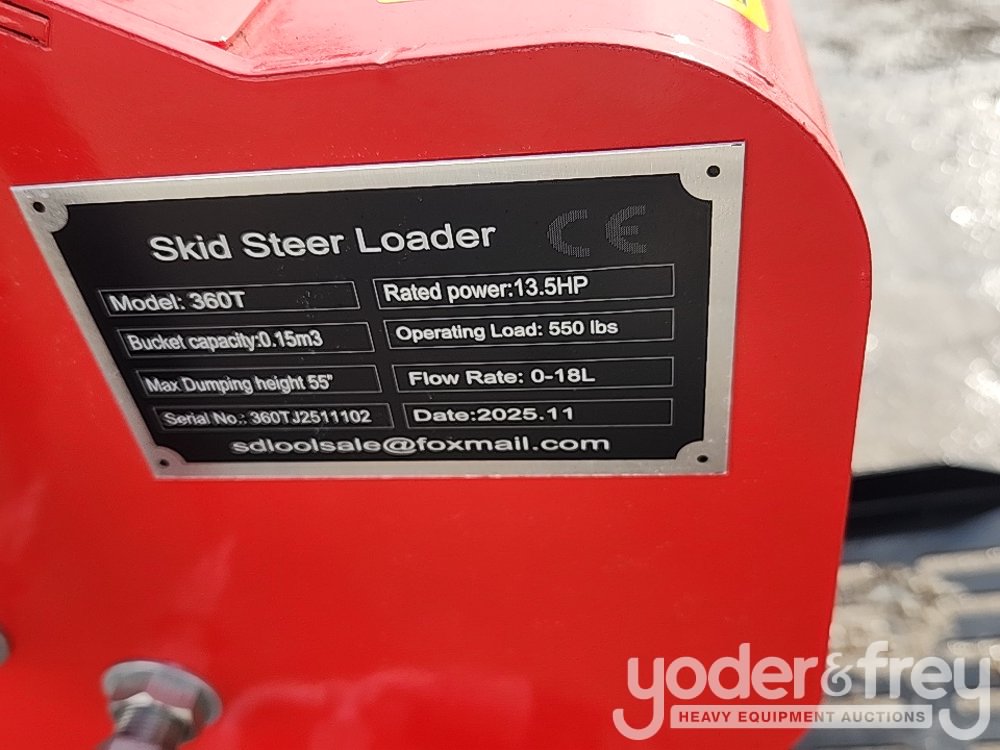 Skid Steer Loader CE
Model: 360T
Rated power:13.5HP
Bucket capacity:0.15m3
Operating Load: 550 lbs
Max Dumping height 55"
Flow Rate: 0-18L
Serial No.: 360TJ2511102
Date:2025.11
sdloolsale@foxmail.com
yoder&frey
HEAVY EQUIPMENT AUCTIONS